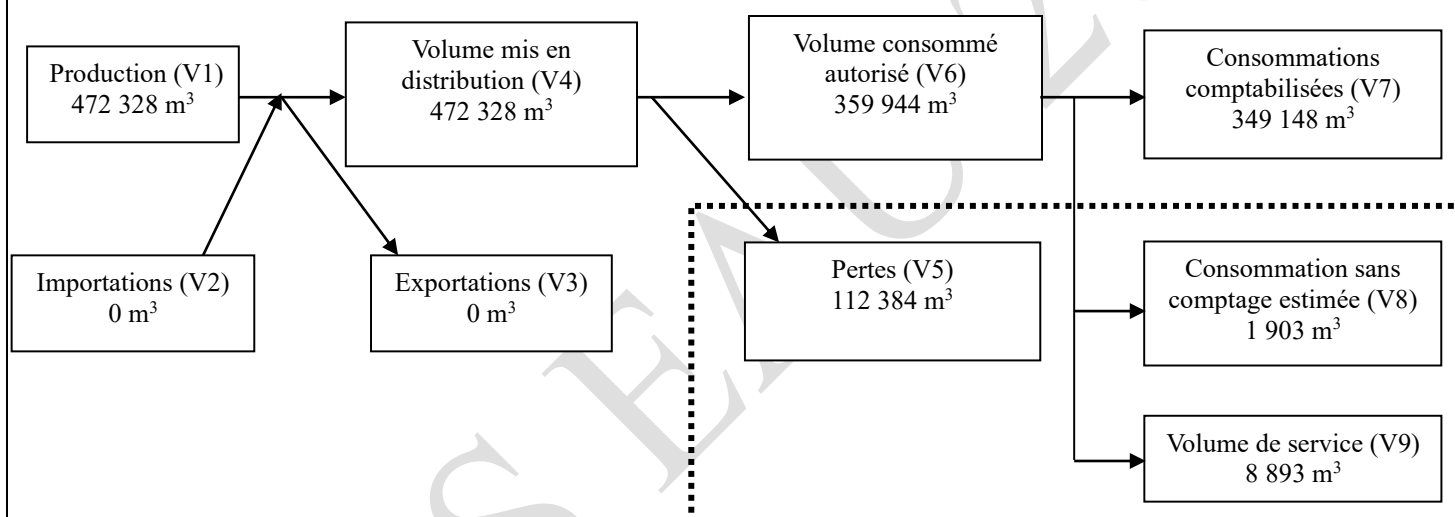 Production (V1)
472 328 m³
Volume mis en
distribution (V4)
472 328 m³
Volume consommé
autorisé (V6)
359 944 m³
Consommations
comptabilisées (V7)
349 148 m³
Importations (V2)
0 m³
Exportations (V3)
0 m³
Pertes (V5)
112 384 m³
Consommation sans
comptage estimée (V8)
1 903 m³
Volume de service (V9)
8 893 m³